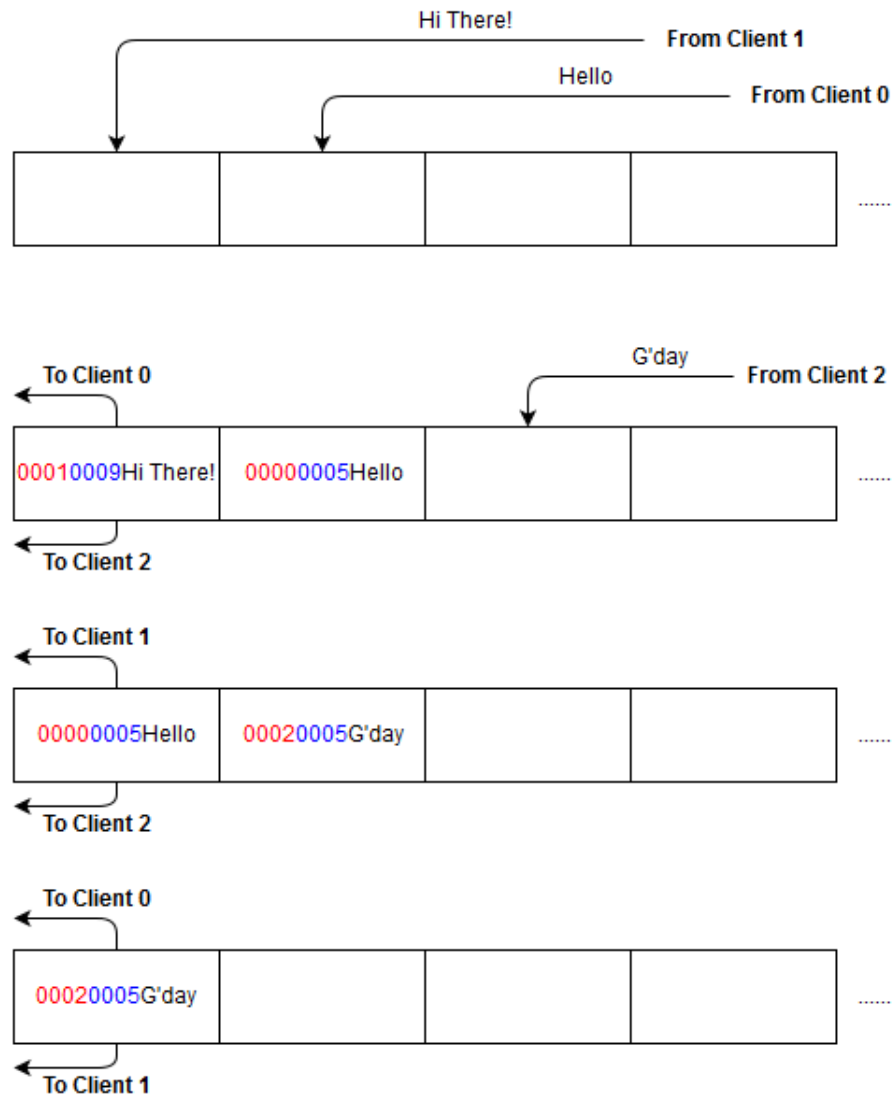 Hi There!
From Client 1
Hello
From Client 0
......
G'day
To Client 0
From Client 2
00010009Hi There!
00000005Hello
......
To Client 2
To Client 1
00000005Hello
00020005G'day
......
To Client 2
To Client 0
00020005G'day
......
To Client 1